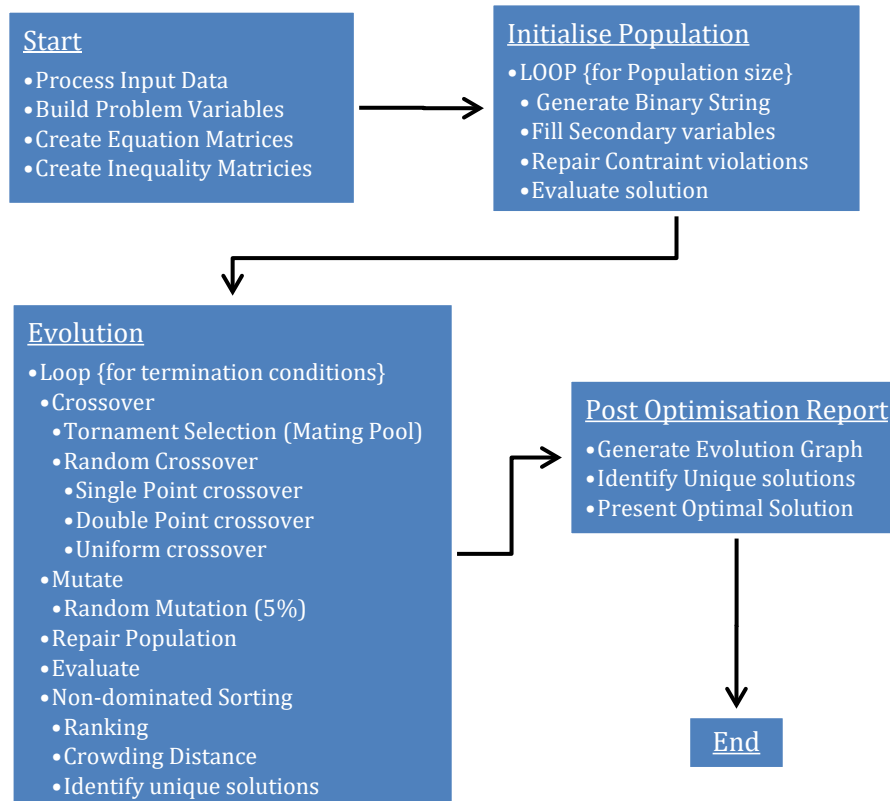 Start
•Process Input Data
•Build Problem Variables
•Create Equation Matrices
•Create Inequality Matricies
Initialise Population
•LOOP {for Population size}
•Generate Binary String
•Fill Secondary variables
•Repair Contraint violations
•Evaluate solution
Evolution
•Loop {for termination conditions}
•Crossover
•Tornament Selection (Mating Pool)
•Random Crossover
•Single Point crossover
•Double Point crossover
•Uniform crossover
•Mutate
•Random Mutation (5%)
•Repair Population
•Evaluate
•Non-dominated Sorting
•Ranking
•Crowding Distance
•Identify unique solutions
Post Optimisation Report
•Generate Evolution Graph
•Identify Unique solutions
•Present Optimal Solution
End